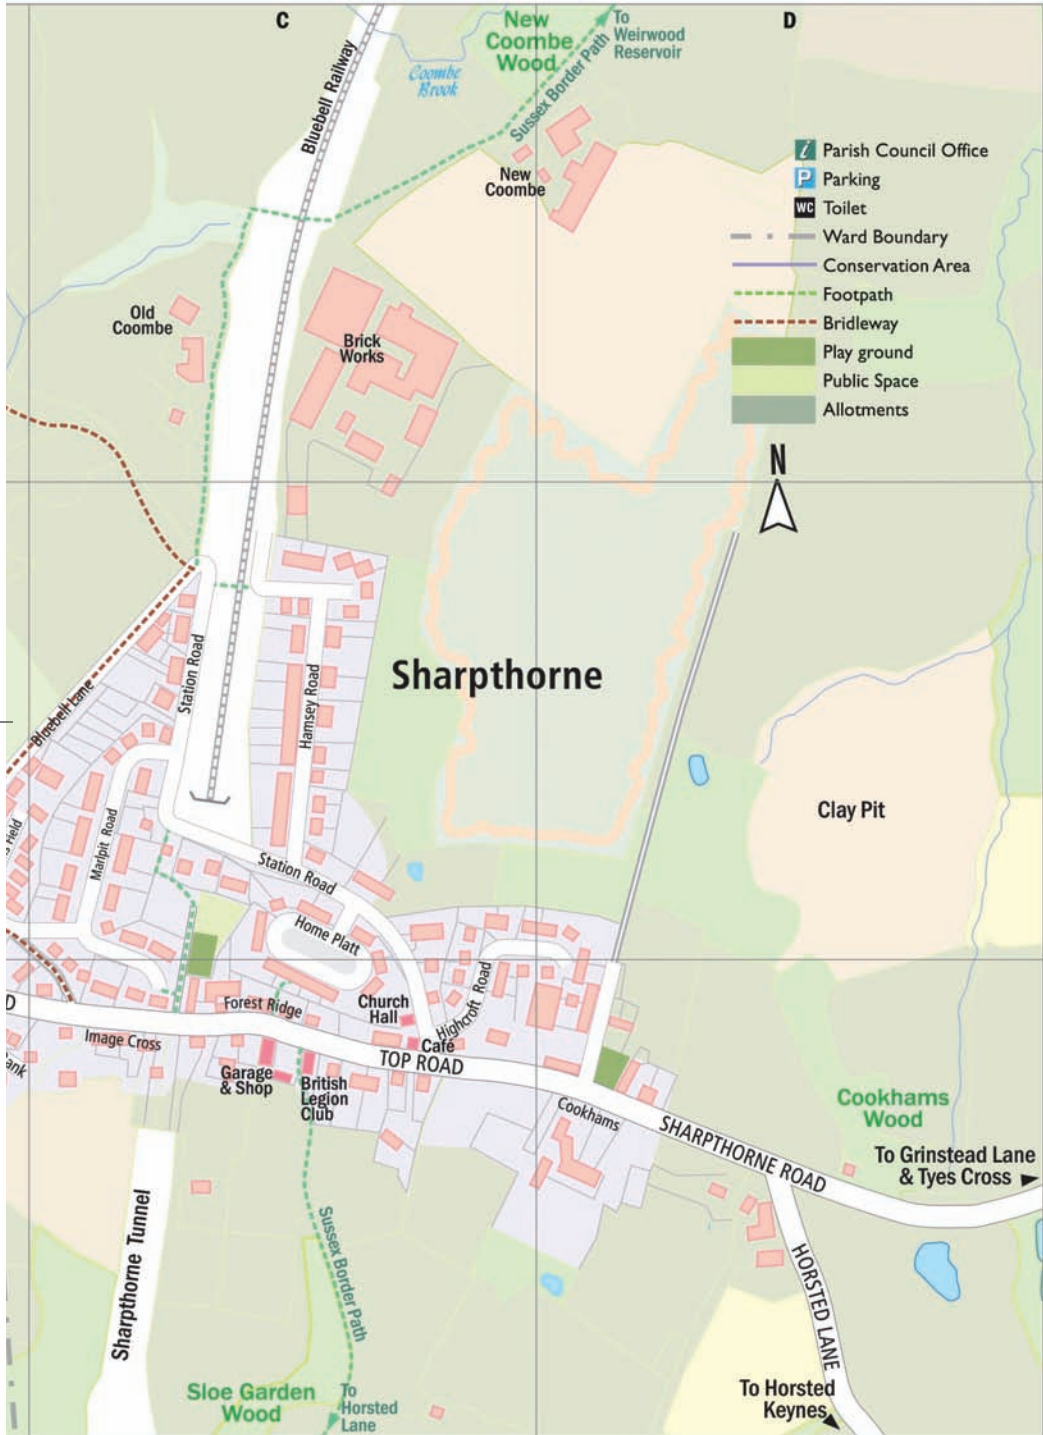 C
D
New
Coombe
Wood
To
Weirwood
Reservoir
Coombe
Brook
Sussex Border Path
Bluebell Railway
New
Coombe
i Parish Council Office
P Parking
WC Toilet
Ward Boundary
Conservation Area
Footpath
Bridleway
Play ground
Public Space
Allotments
Old
Coombe
Brick
Works
N
Station Road
Hamsey Road
Sharpthorne
Bluebell Lane
Clay Pit
Marlpit Road
Field
Station Road
Home Platt
Highcroft Road
Forest Ridge
Church
Hall
D
Image Cross
Café
TOP ROAD
Garage
& Shop
British
Legion
Club
ank
Cookhams
Cookhams
Wood
SHARPTHORNE ROAD
To Grinstead Lane
& Tyes Cross
Sharpthorne Tunnel
Sussex Border Path
HORSTED LANE
Sloe Garden
Wood
To
Horsted
Lane
To Horsted
Keynes